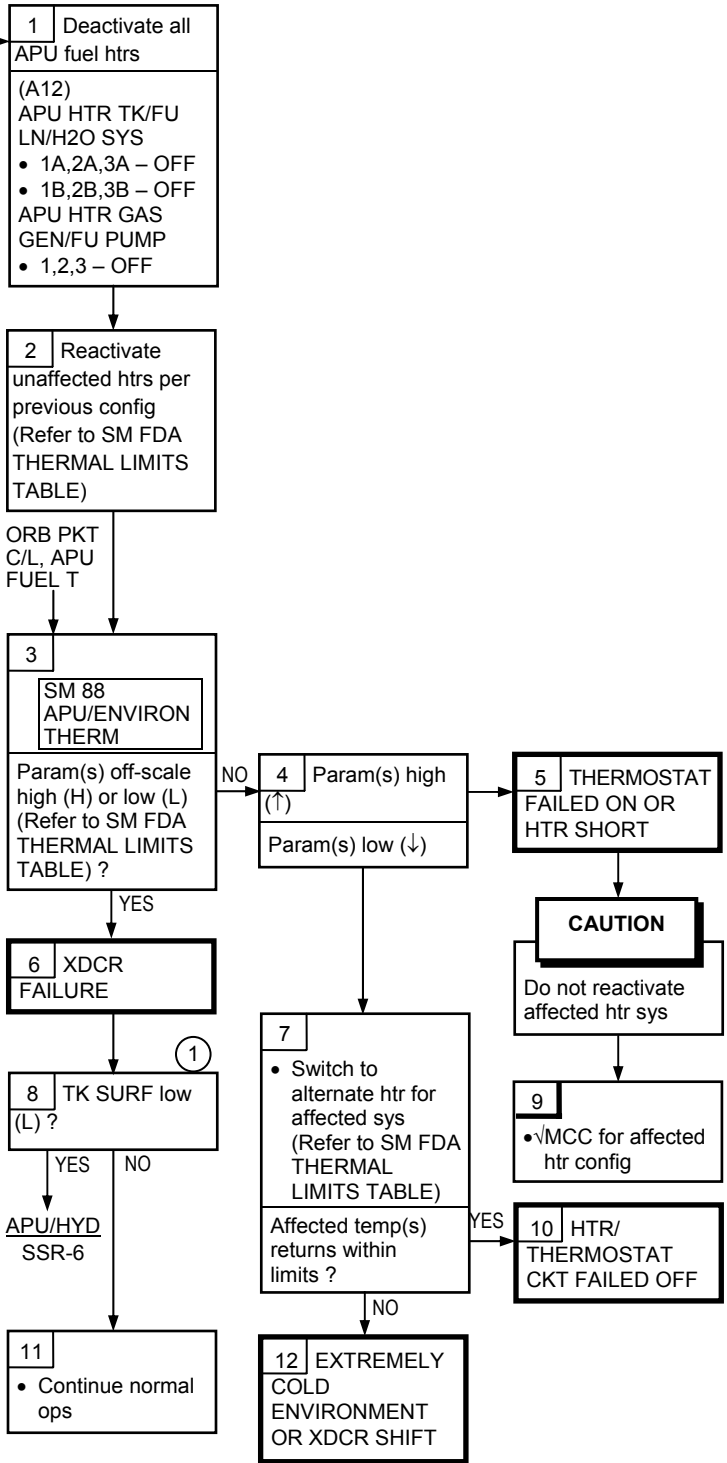 1 Deactivate all
APU fuel htrs
(A12)
APU HTR TK/FU
LN/H2O SYS
• 1A,2A,3A – OFF
• 1B,2B,3B – OFF
APU HTR GAS
GEN/FU PUMP
• 1,2,3 – OFF
2 Reactivate
unaffected htrs per
previous config
(Refer to SM FDA
THERMAL LIMITS
TABLE)
ORB PKT
C/L, APU
FUEL T
3
SM 88
APU/ENVIRON
THERM
Param(s) off-scale
high (H) or low (L)
(Refer to SM FDA
THERMAL LIMITS
TABLE) ?
NO
YES
4 Param(s) high
(↑)
Param(s) low (↓)
5 THERMOSTAT
FAILED ON OR
HTR SHORT
CAUTION
Do not reactivate
affected htr sys
9
•√MCC for affected
htr config
6 XDCR
FAILURE
1
8 TK SURF low
(L) ?
YES NO
APU/HYD
SSR-6
11
• Continue normal
ops
7
• Switch to
alternate htr for
affected sys
(Refer to SM FDA
THERMAL
LIMITS TABLE)
Affected temp(s)
returns within
limits ?
YES
NO
10 HTR/
THERMOSTAT
CKT FAILED OFF
12 EXTREMELY
COLD
ENVIRONMENT
OR XDCR SHIFT